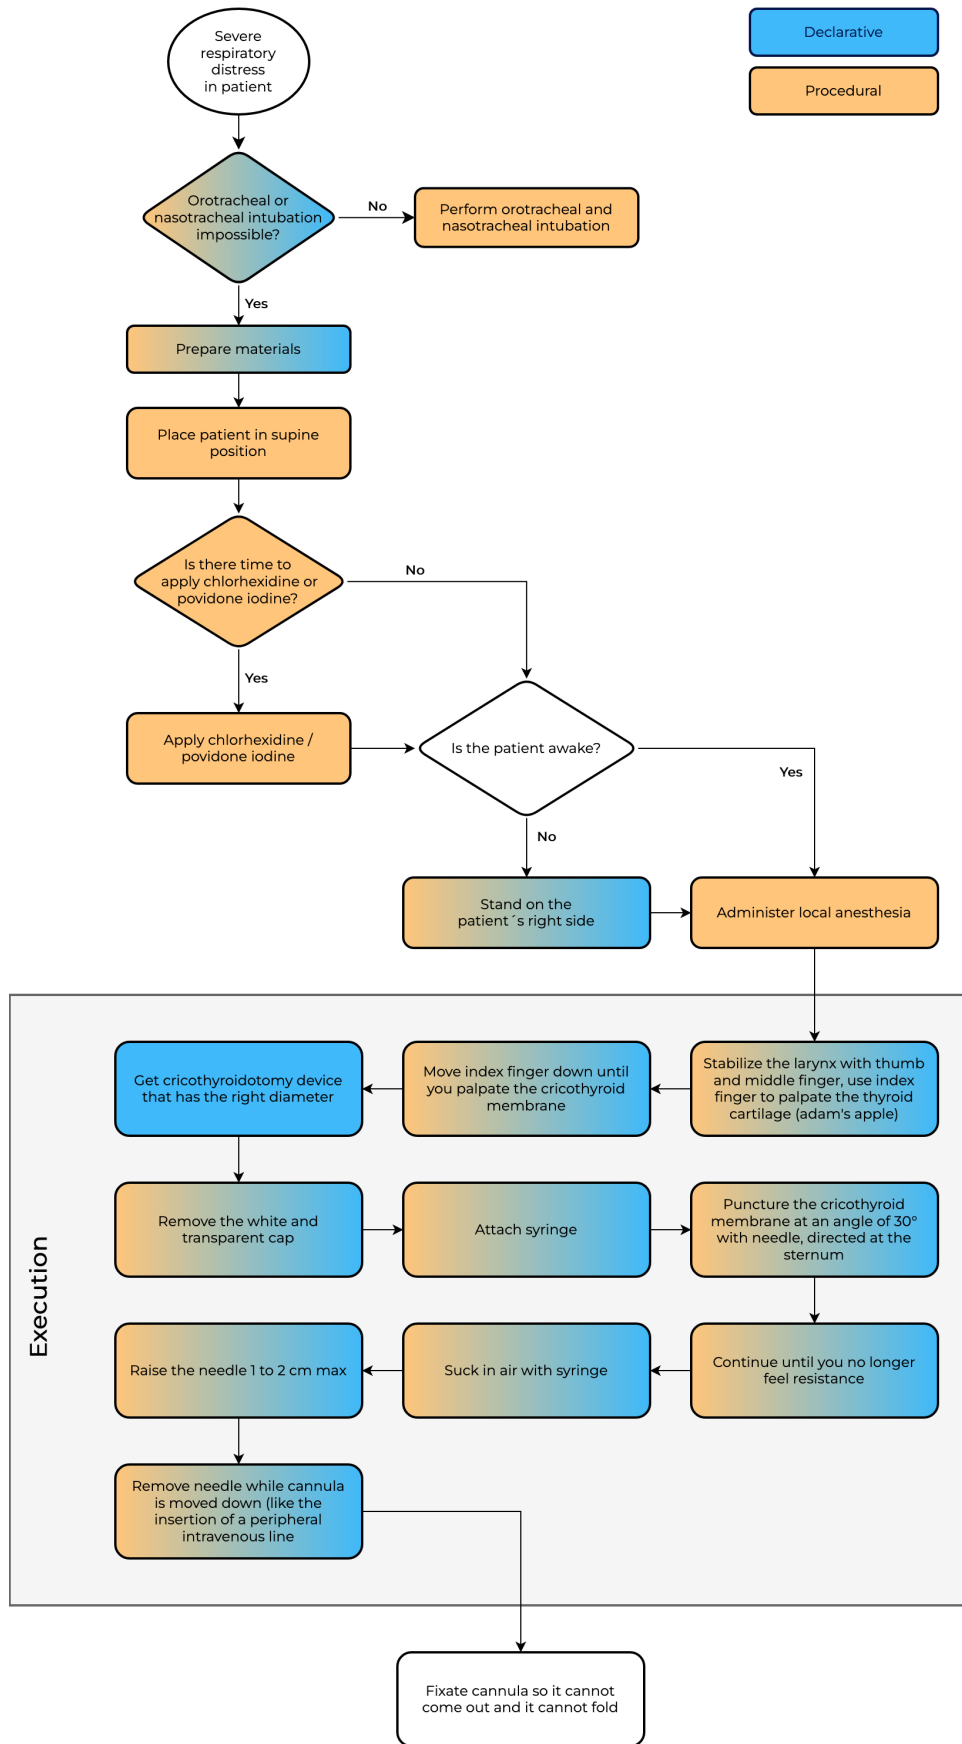 Severe
respiratory
distress
in patient
Declarative
Procedural
Orotracheal or
nasotracheal intubation
impossible?
No
Perform orotracheal and
nasotracheal intubation
Yes
Prepare materials
Place patient in supine
position
Is there time to
apply chlorhexidine or
povidone iodine?
No
Yes
Apply chlorhexidine /
povidone iodine
Is the patient awake?
Yes
No
Stand on the
patient´s right side
Administer local anesthesia
Execution
Get cricothyroidotomy device
that has the right diameter
Move index finger down until
you palpate the cricothyroid
membrane
Stabilize the larynx with thumb
and middle finger, use index
finger to palpate the thyroid
cartilage (adam's apple)
Remove the white and
transparent cap
Attach syringe
Puncture the cricothyroid
membrane at an angle of 30°
with needle, directed at the
sternum
Raise the needle 1 to 2 cm max
Suck in air with syringe
Continue until you no longer
feel resistance
Remove needle while cannula
is moved down (like the
insertion of a peripheral
intravenous line
Fixate cannula so it cannot
come out and it cannot fold